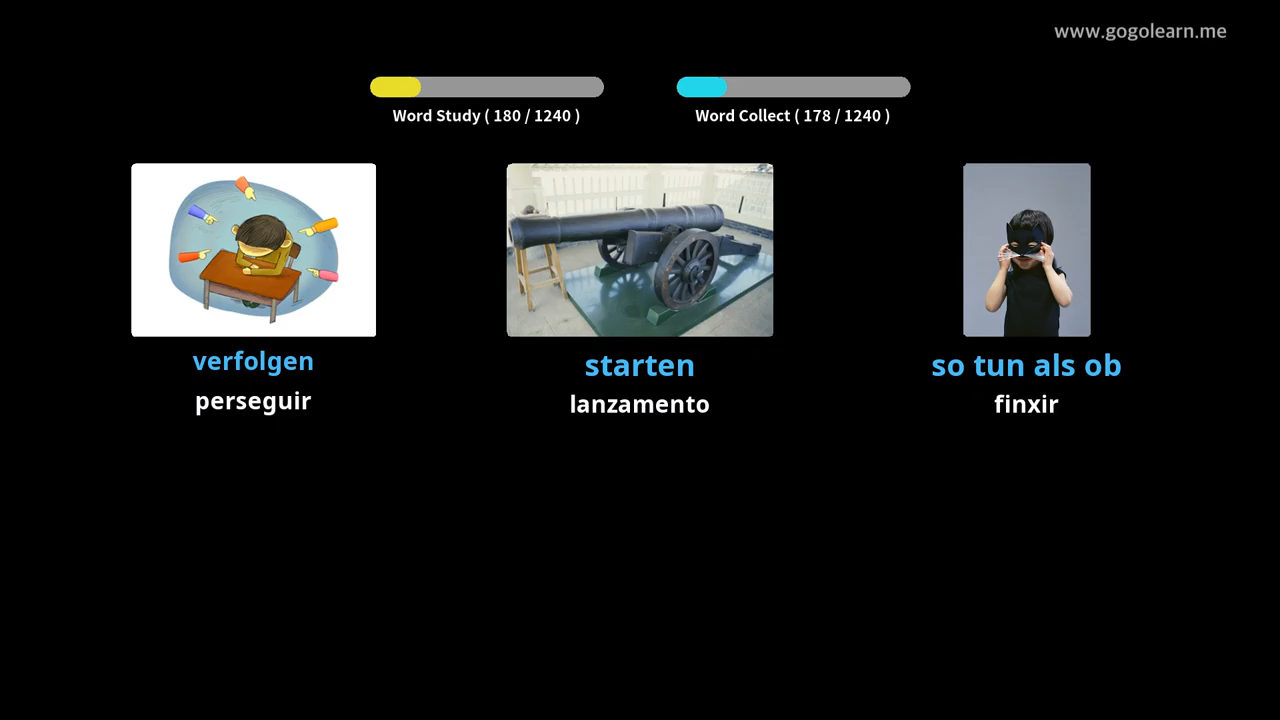 www.gogolearn.me
Word Study ( 180 / 1240 )
Word Collect ( 178 / 1240 )
verfolgen
perseguir
starten
lanzamento
so tun als ob
finxir